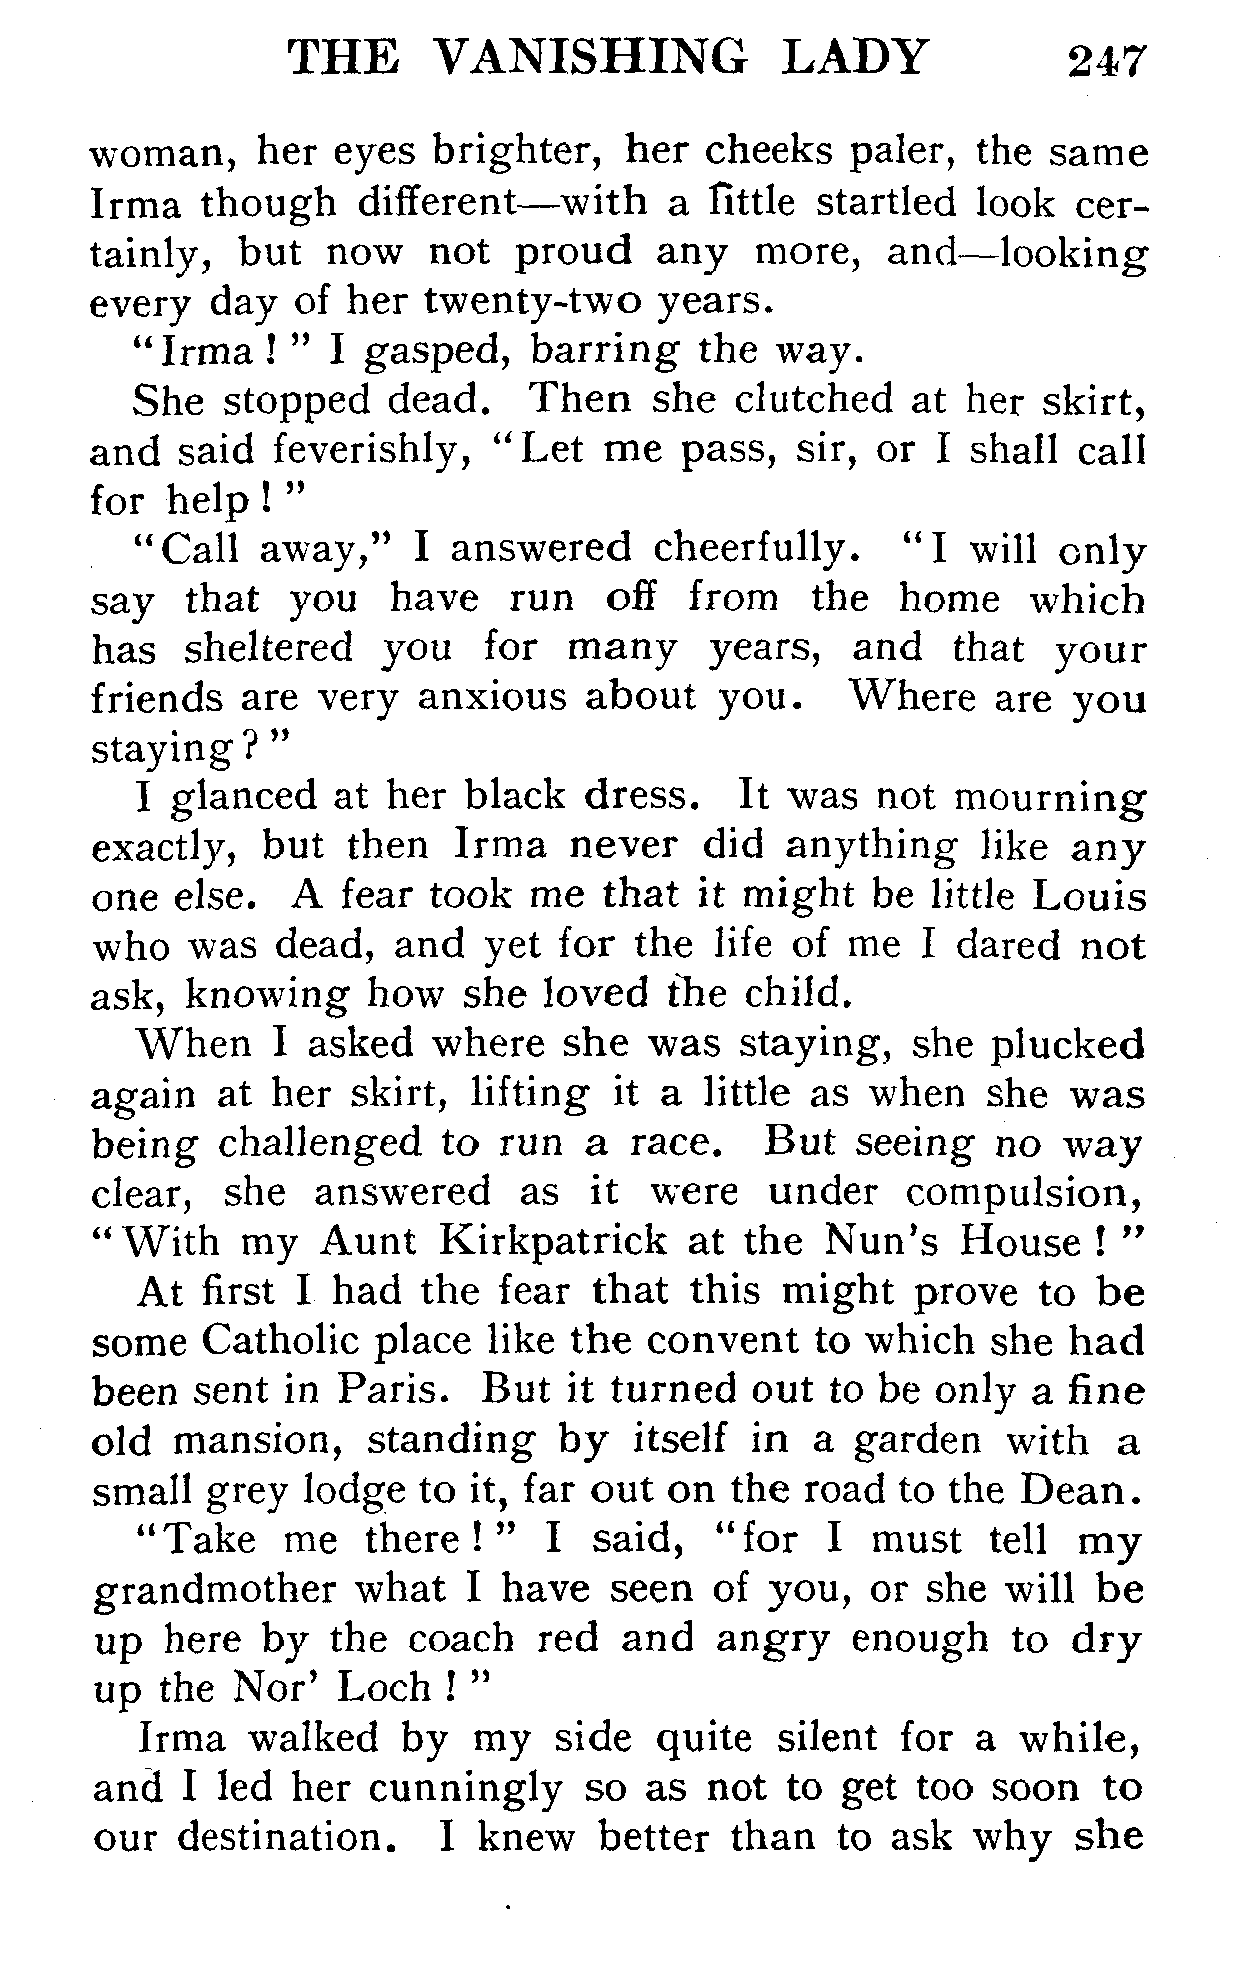 THE VANISHING LADY 247
woman, her eyes brighter, her cheeks paler, the same
Irma though different—with a little startled look cer-
tainly, but now not proud any more, and—looking
every day of her twenty-two years.
“Irma!” I gasped, barring the way.
She stopped dead. Then she clutched at her skirt,
and said feverishly, “Let me pass, sir, or I shall call
for help!”
“Call away,” I answered cheerfully. “I will only
say that you have run off from the home which
has sheltered you for many years, and that your
friends are very anxious about you. Where are you
staying?”
I glanced at her black dress. It was not mourning
exactly, but then Irma never did anything like any
one else. A fear took me that it might be little Louis
who was dead, and yet for the life of me I dared not
ask, knowing how she loved the child.
When I asked where she was staying, she plucked
again at her skirt, lifting it a little as when she was
being challenged to run a race. But seeing no way
clear, she answered as it were under compulsion,
“With my Aunt Kirkpatrick at the Nun’s House!”
At first I had the fear that this might prove to be
some Catholic place like the convent to which she had
been sent in Paris. But it turned out to be only a fine
old mansion, standing by itself in a garden with a
small grey lodge to it, far out on the road to the Dean.
“Take me there!” I said, “for I must tell my
grandmother what I have seen of you, or she will be
up here by the coach red and angry enough to dry
up the Nor’ Loch!”
Irma walked by my side quite silent for a while,
and I led her cunningly so as not to get too soon to
our destination. I knew better than to ask why she